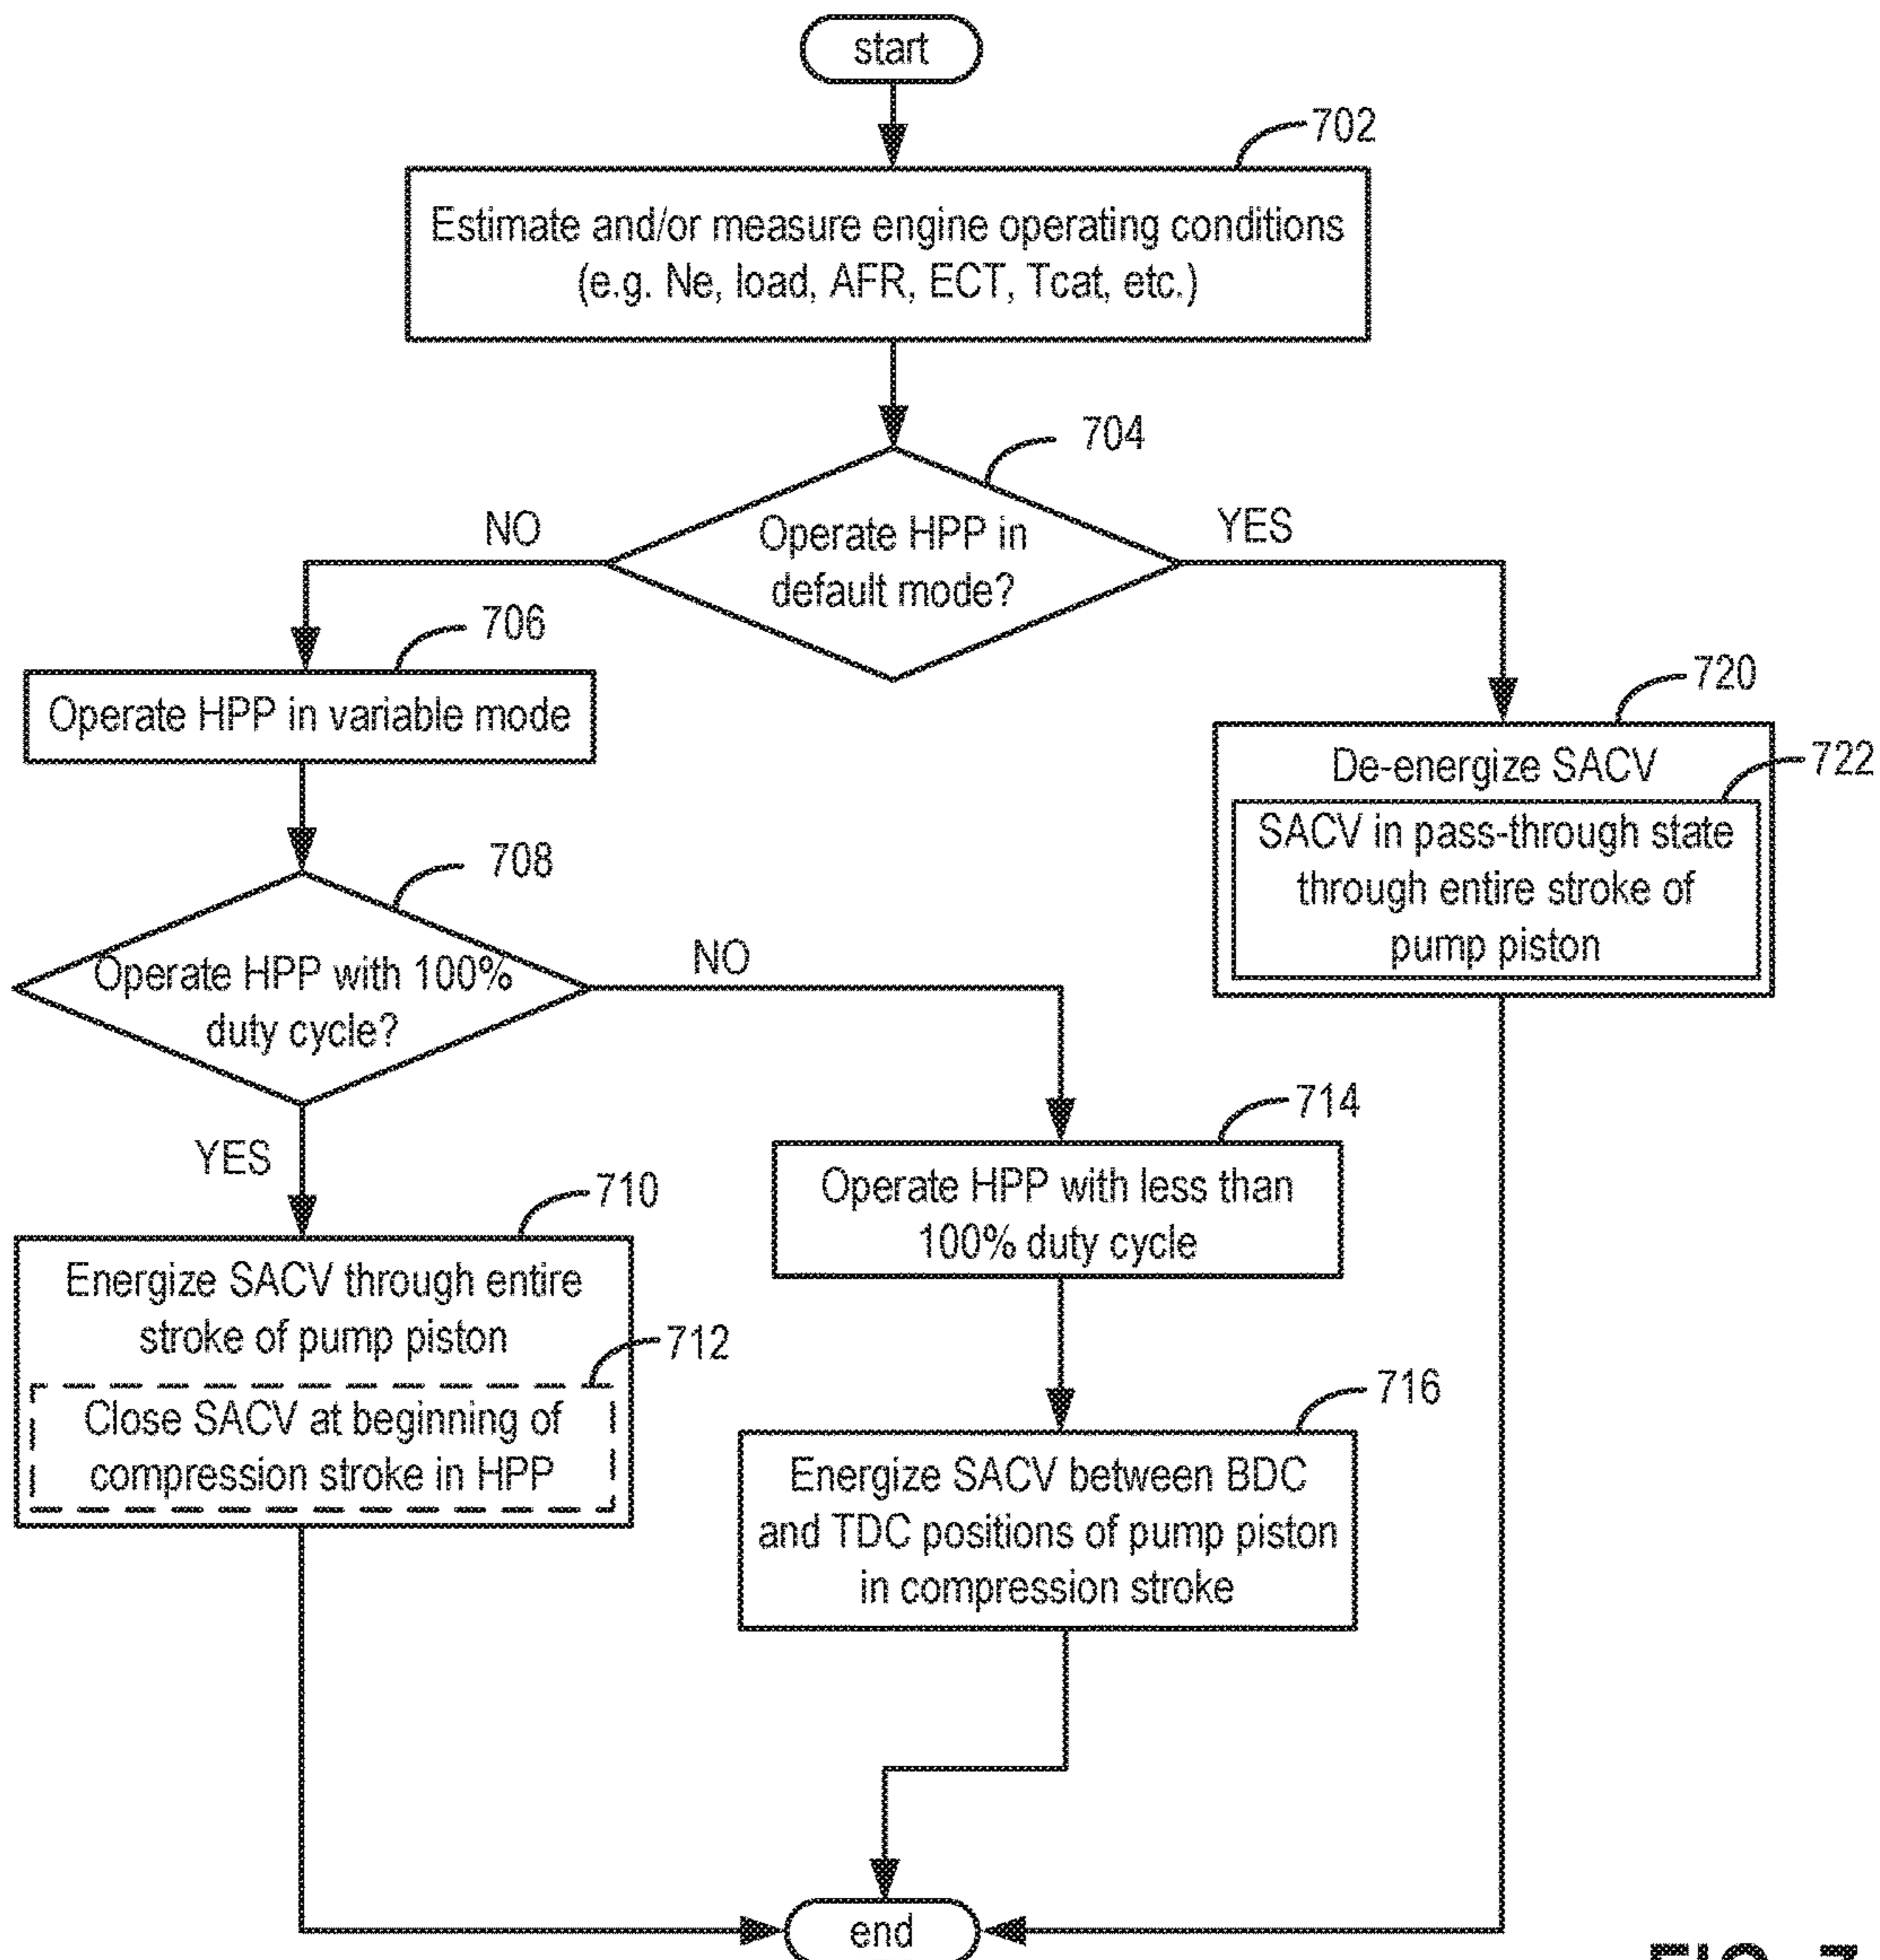 start
702
Estimate and/or measure engine operating conditions
(e.g. Ne, load, AFR, ECT, Tcat, etc.)
704
Operate HPP in
default mode?
NO
YES
706
Operate HPP in variable mode
720
De-energize SACV
722
SACV in pass-through state
through entire stroke of
pump piston
708
Operate HPP with 100%
duty cycle?
NO
YES
714
Operate HPP with less than
100% duty cycle
710
Energize SACV through entire
stroke of pump piston
712
Close SACV at beginning of
compression stroke in HPP
716
Energize SACV between BDC
and TDC positions of pump piston
in compression stroke
end
FIG. 7